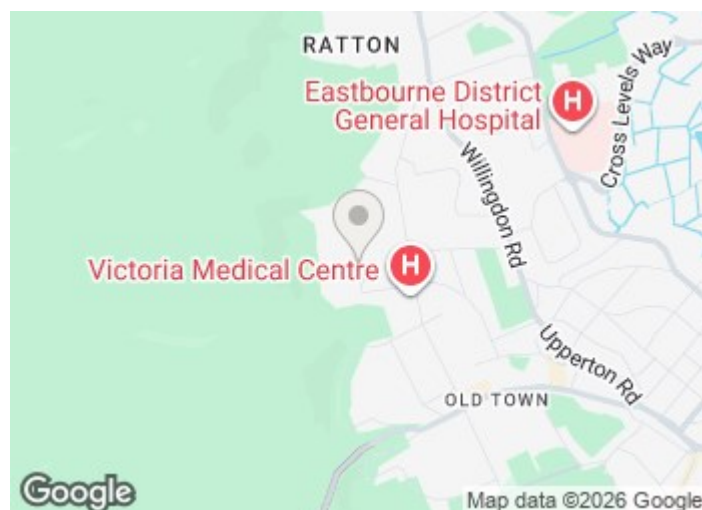 RATTON
Eastbourne District
General Hospital
H
Cross Levels Way
Willingdon Rd
Victoria Medical Centre
H
Upperton Rd
OLD TOWN
Google
Map data ©2026 Google